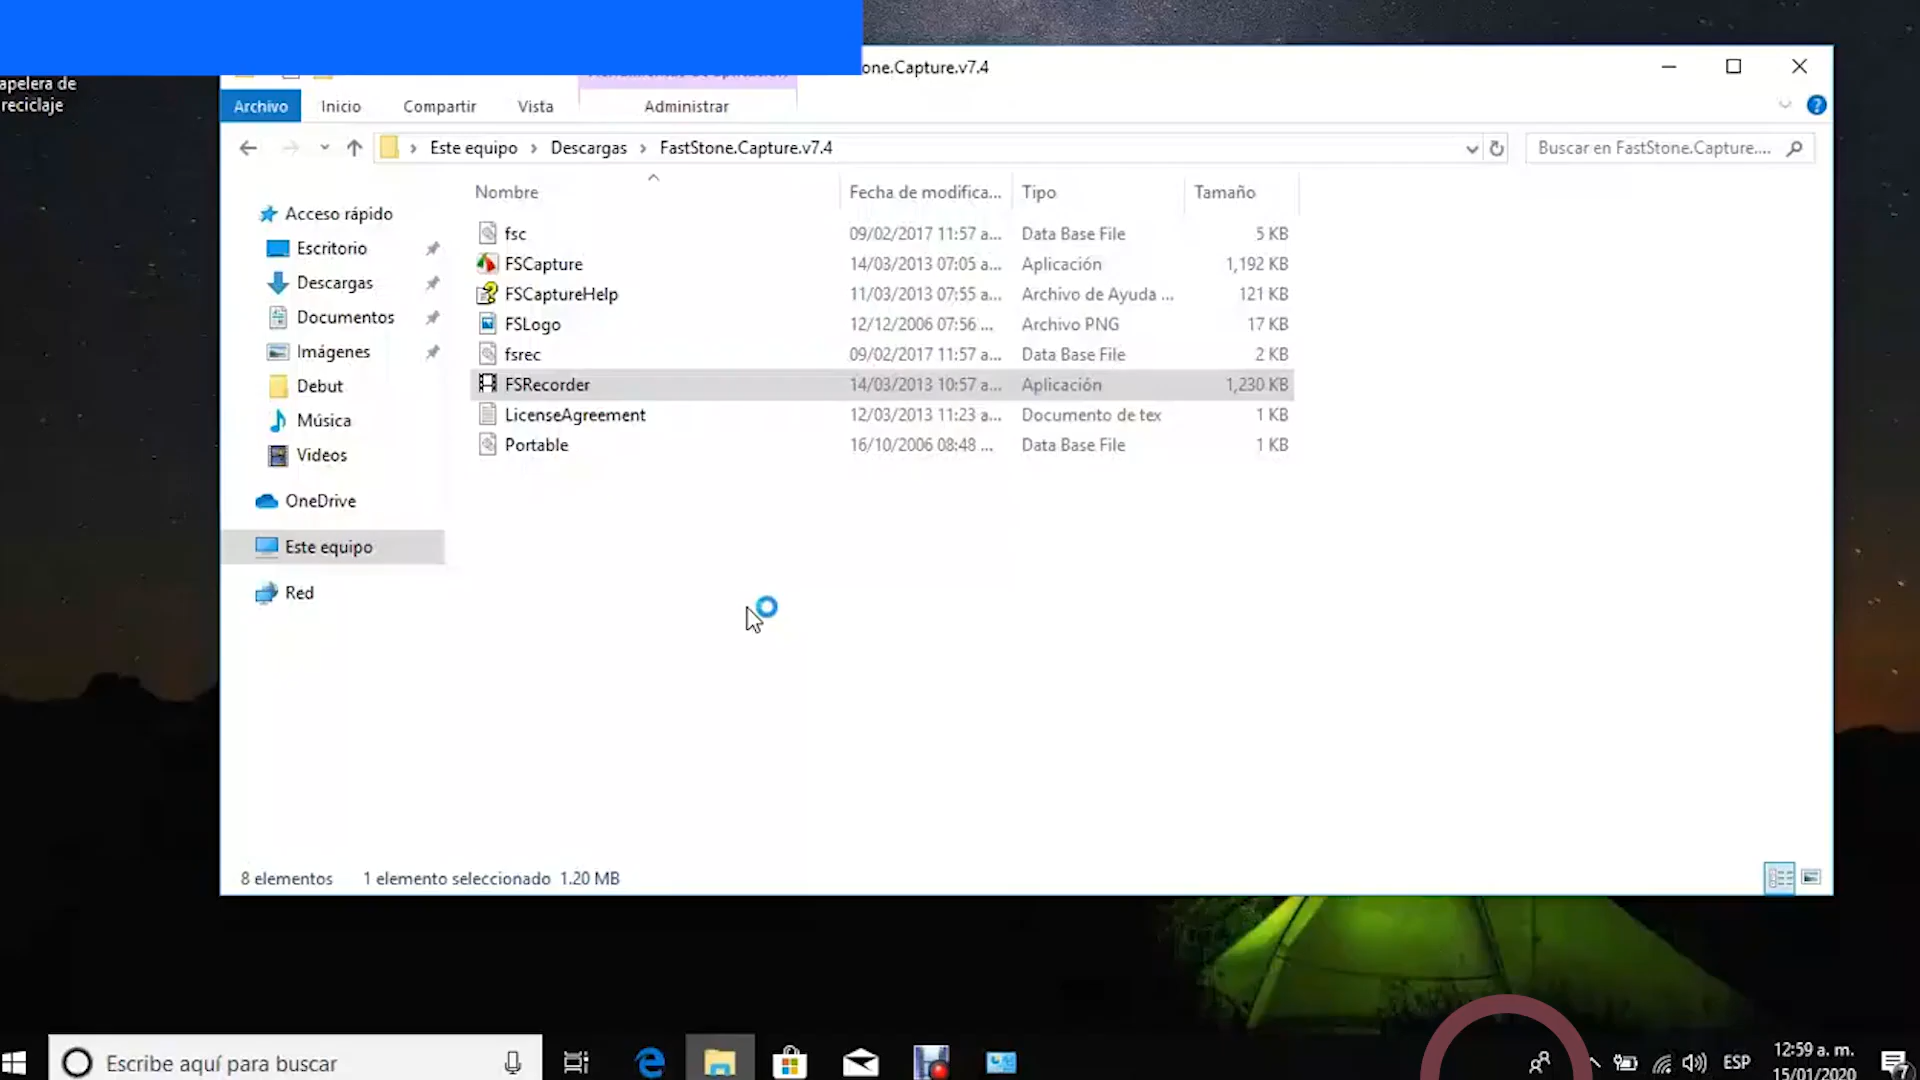 apelera de
reciclaje
one.Capture.v7.4
Archivo Inicio Compartir Vista Administrar
Este equipo Descargas FastStone.Capture.v7.4
Buscar en FastStone.Capture....
Nombre Fecha de modifica... Tipo Tamaño
fsc 09/02/2017 11:57 a... Data Base File 5 KB
FSCapture 14/03/2013 07:05 a... Aplicación 1,192 KB
FSCaptureHelp 11/03/2013 07:55 a... Archivo de Ayuda ... 121 KB
FSLogo 12/12/2006 07:56 ... Archivo PNG 17 KB
fsrec 09/02/2017 11:57 a... Data Base File 2 KB
FSRecorder 14/03/2013 10:57 a... Aplicación 1,230 KB
LicenseAgreement 12/03/2013 11:23 a... Documento de tex 1 KB
Portable 16/10/2006 08:48 ... Data Base File 1 KB
Acceso rápido
Escritorio
Descargas
Documentos
Imágenes
Debut
Música
Videos
OneDrive
Este equipo
Red
8 elementos 1 elemento seleccionado 1.20 MB
Escribe aquí para buscar
ESP
12:59 a. m.
15/01/2020
7